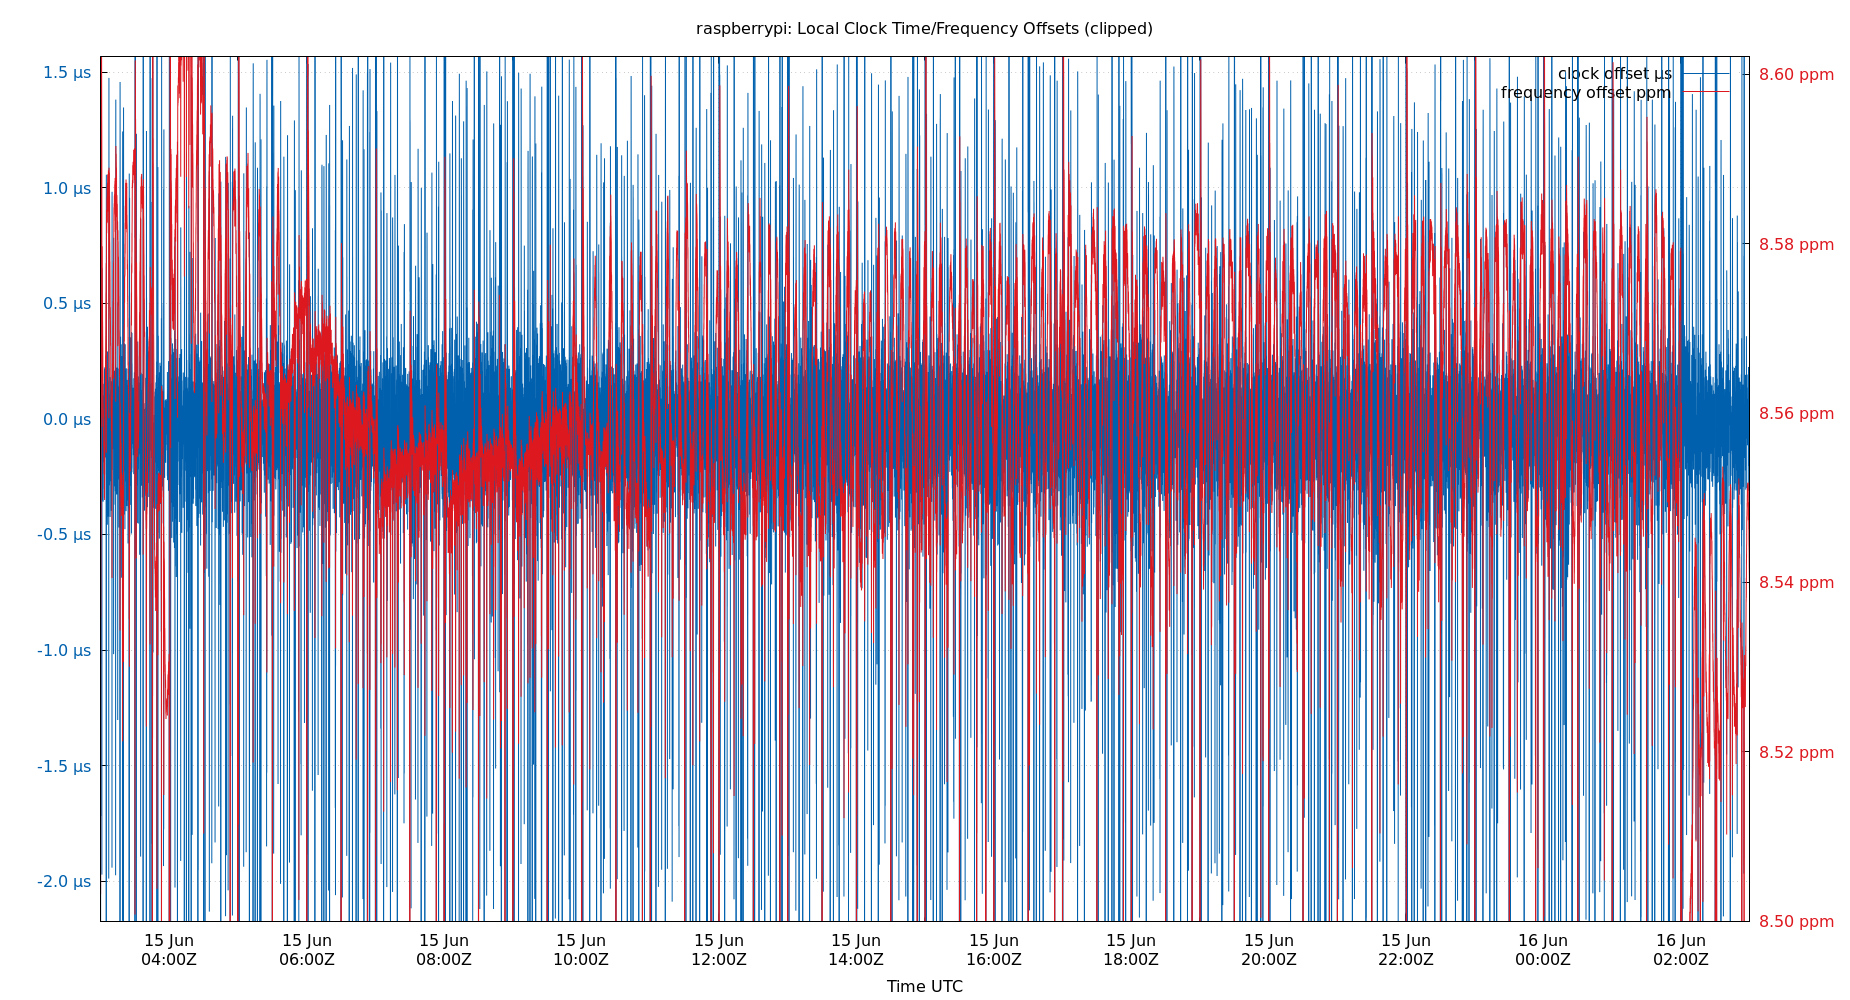 raspberrypi: Local Clock Time/Frequency Offsets (clipped)
clock offset µs
frequency offset ppm
1.5 µs
1.0 µs
0.5 µs
0.0 µs
-0.5 µs
-1.0 µs
-1.5 µs
-2.0 µs
8.60 ppm
8.58 ppm
8.56 ppm
8.54 ppm
8.52 ppm
8.50 ppm
15 Jun 15 Jun 15 Jun 15 Jun 15 Jun 15 Jun 15 Jun 15 Jun 15 Jun 15 Jun 16 Jun 16 Jun
04:00Z 06:00Z 08:00Z 10:00Z 12:00Z 14:00Z 16:00Z 18:00Z 20:00Z 22:00Z 00:00Z 02:00Z
Time UTC